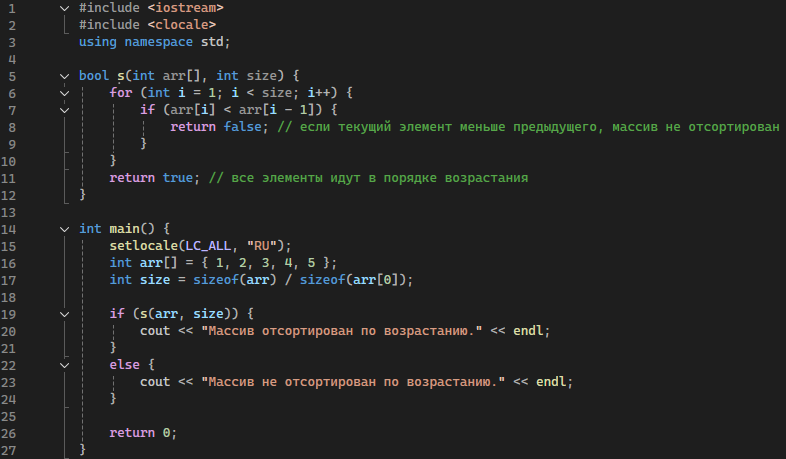 1 #include <iostream>
2 #include <clocale>
3 using namespace std;
4
5 bool s(int arr[], int size) {
6     for (int i = 1; i < size; i++) {
7         if (arr[i] < arr[i - 1]) {
8             return false; // если текущий элемент меньше предыдущего, массив не отсортирован
9         }
10     }
11     return true; // все элементы идут в порядке возрастания
12 }
13
14 int main() {
15     setlocale(LC_ALL, "RU");
16     int arr[] = { 1, 2, 3, 4, 5 };
17     int size = sizeof(arr) / sizeof(arr[0]);
18
19     if (s(arr, size)) {
20         cout << "Массив отсортирован по возрастанию." << endl;
21     }
22     else {
23         cout << "Массив не отсортирован по возрастанию." << endl;
24     }
25
26     return 0;
27 }